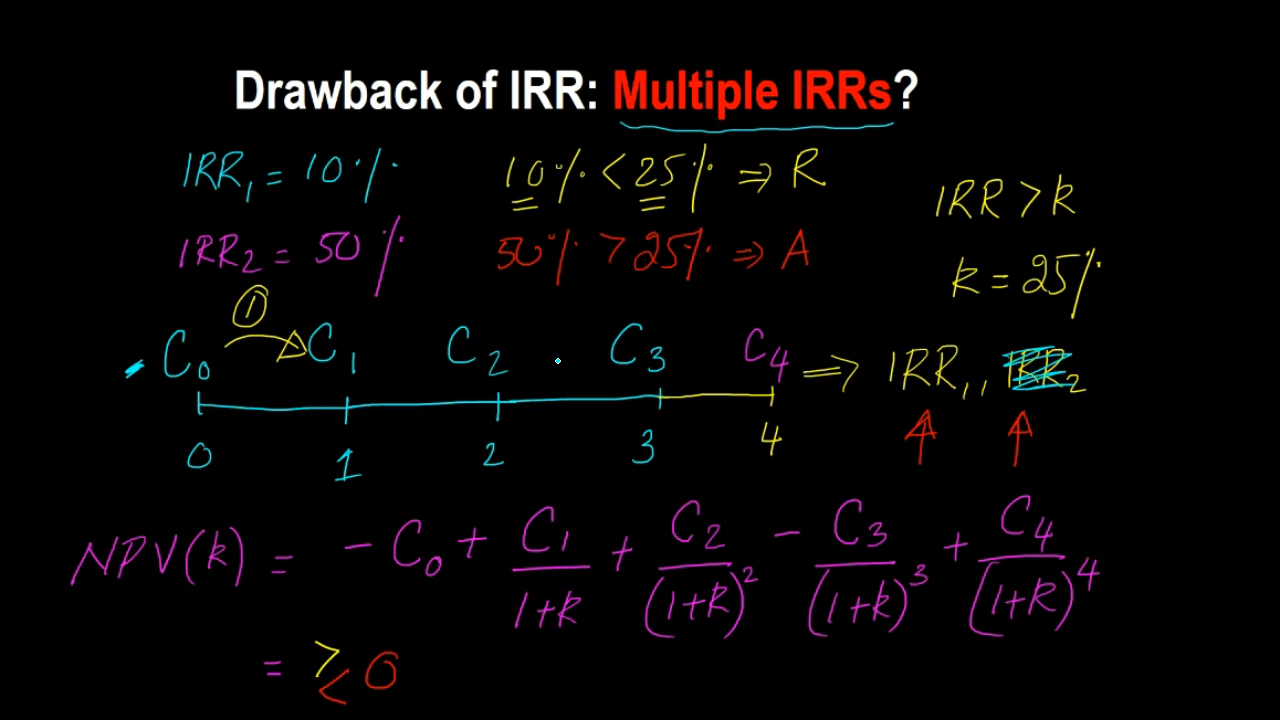 Drawback of IRR: Multiple IRRs?
IRR₁ = 10% 10% < 25% ⇒ R
IRR > k
IRR₂ = 50% 50% > 25% ⇒ A
k = 25%
①
- C₀ C₁ C₂ C₃ C₄ ⇒ IRR₁, IRR₂
0 1 2 3 4
NPV(k) = - C₀ + C₁/(1+k) + C₂/(1+k)² - C₃/(1+k)³ + C₄/(1+k)⁴
= > < 0